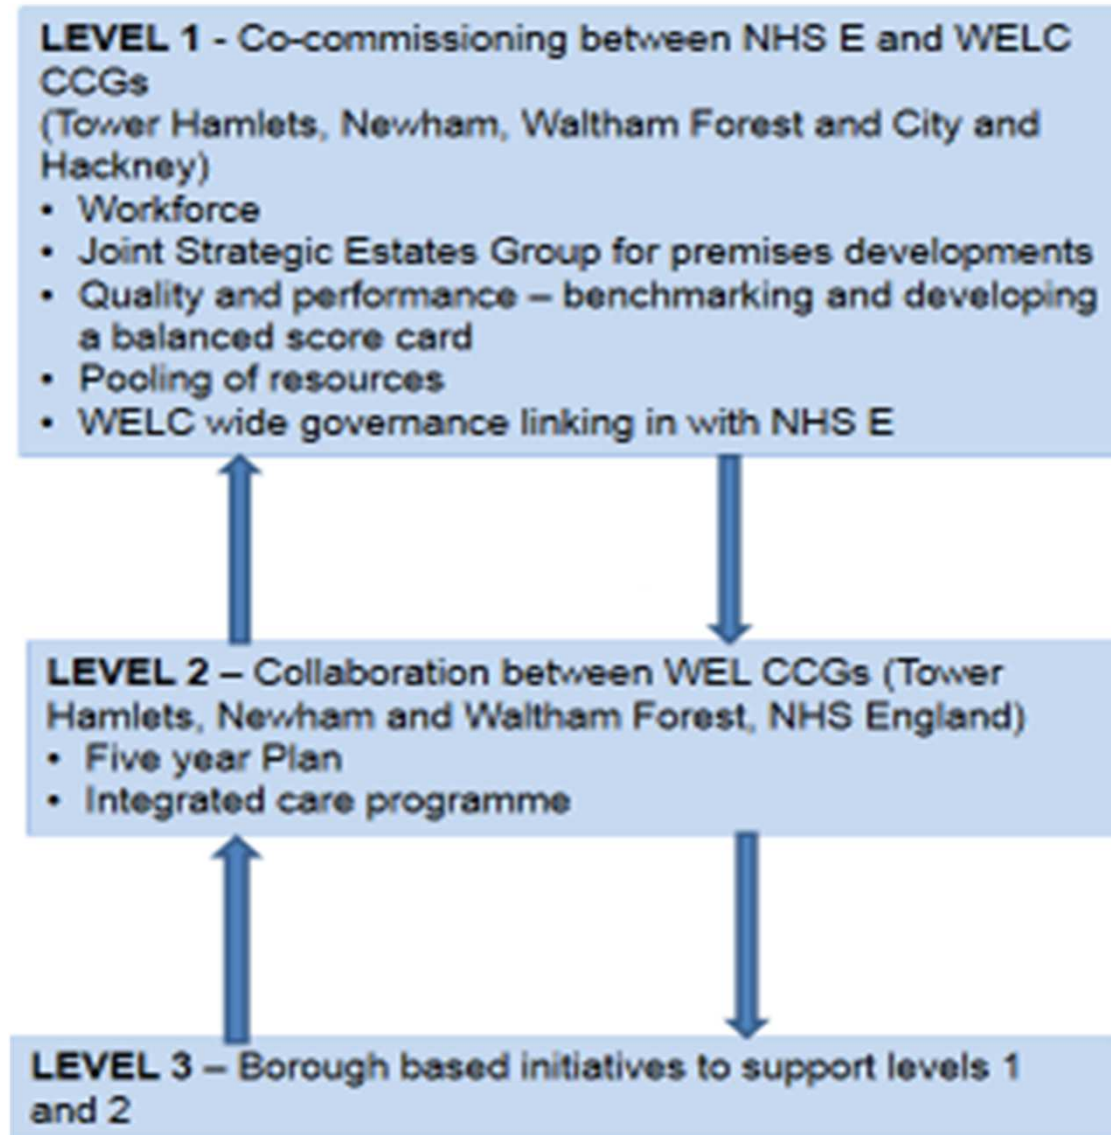 LEVEL 1 - Co-commissioning between NHS E and WELC
CCGs
(Tower Hamlets, Newham, Waltham Forest and City and
Hackney)
• Workforce
• Joint Strategic Estates Group for premises developments
• Quality and performance – benchmarking and developing
a balanced score card
• Pooling of resources
• WELC wide governance linking in with NHS E
LEVEL 2 – Collaboration between WEL CCGs (Tower
Hamlets, Newham and Waltham Forest, NHS England)
• Five year Plan
• Integrated care programme
LEVEL 3 – Borough based initiatives to support levels 1
and 2